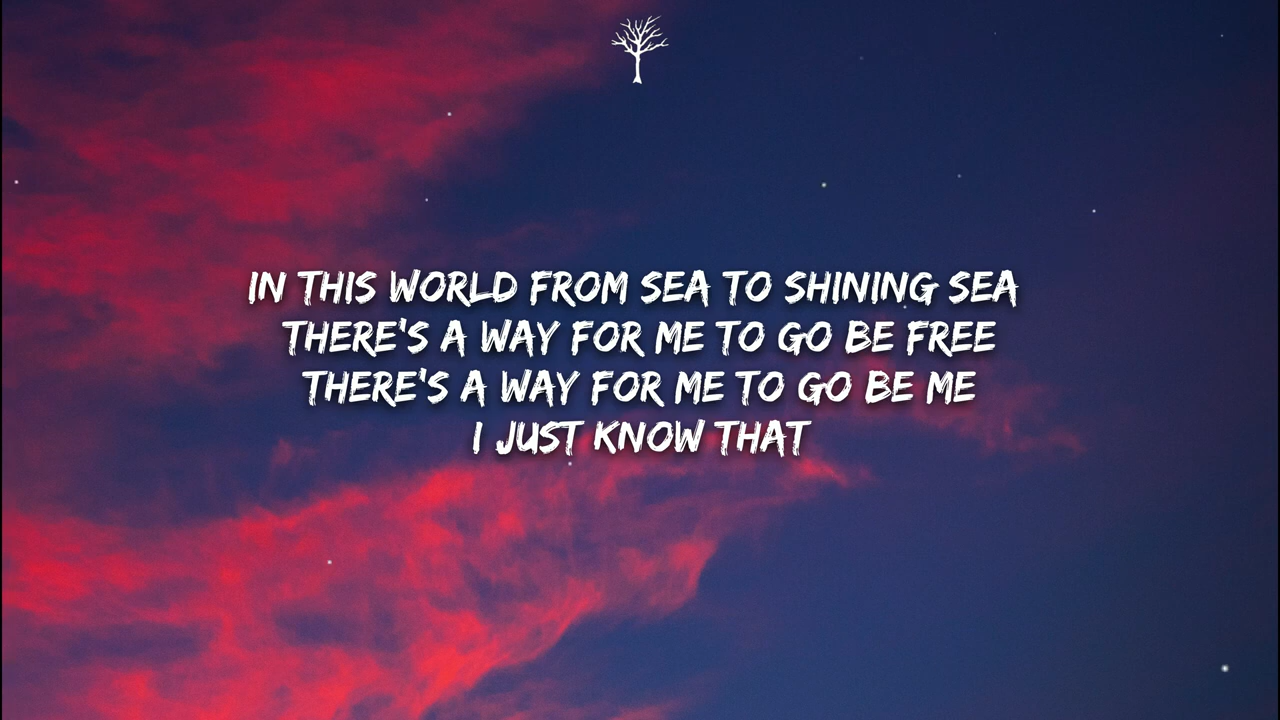 IN THIS WORLD FROM SEA TO SHINING SEA
THERE'S A WAY FOR ME TO GO BE FREE
THERE'S A WAY FOR ME TO GO BE ME
I JUST KNOW THAT